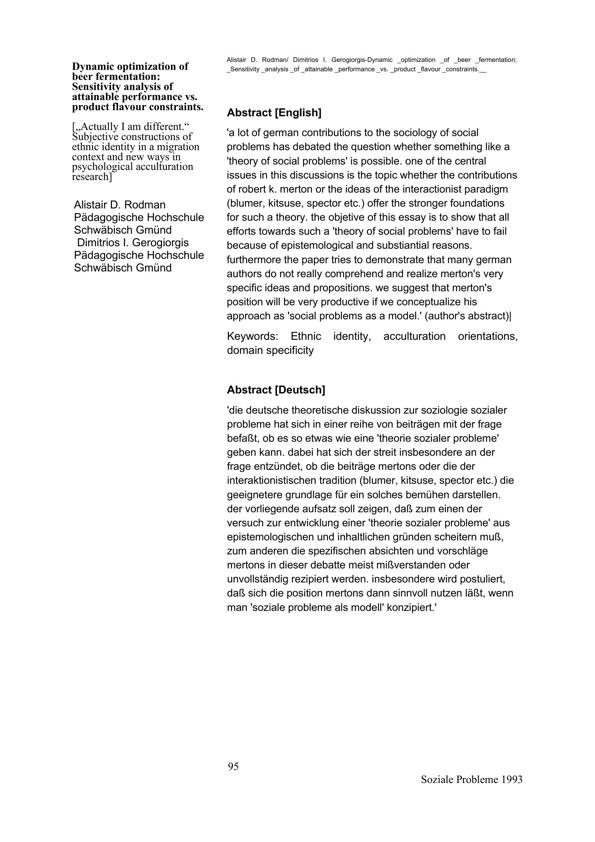 Alistair D. Rodman/ Dimitrios I. Gerogiorgis-Dynamic _optimization _of _beer _fermentation:
_Sensitivity _analysis _of _attainable _performance _vs. _product _flavour _constraints.__
Dynamic optimization of
beer fermentation:
Sensitivity analysis of
attainable performance vs.
product flavour constraints.
[„Actually I am different.“
Subjective constructions of
ethnic identity in a migration
context and new ways in
psychological acculturation
research]
Alistair D. Rodman
Pädagogische Hochschule
Schwäbisch Gmünd
Dimitrios I. Gerogiorgis
Pädagogische Hochschule
Schwäbisch Gmünd
Abstract [English]
'a lot of german contributions to the sociology of social
problems has debated the question whether something like a
'theory of social problems' is possible. one of the central
issues in this discussions is the topic whether the contributions
of robert k. merton or the ideas of the interactionist paradigm
(blumer, kitsuse, spector etc.) offer the stronger foundations
for such a theory. the objetive of this essay is to show that all
efforts towards such a 'theory of social problems' have to fail
because of epistemological and substiantial reasons.
furthermore the paper tries to demonstrate that many german
authors do not really comprehend and realize merton's very
specific ideas and propositions. we suggest that merton's
position will be very productive if we conceptualize his
approach as 'social problems as a model.' (author's abstract)|
Keywords: Ethnic identity, acculturation orientations,
domain specificity
Abstract [Deutsch]
'die deutsche theoretische diskussion zur soziologie sozialer
probleme hat sich in einer reihe von beiträgen mit der frage
befaßt, ob es so etwas wie eine 'theorie sozialer probleme'
geben kann. dabei hat sich der streit insbesondere an der
frage entzündet, ob die beiträge mertons oder die der
interaktionistischen tradition (blumer, kitsuse, spector etc.) die
geeignetere grundlage für ein solches bemühen darstellen.
der vorliegende aufsatz soll zeigen, daß zum einen der
versuch zur entwicklung einer 'theorie sozialer probleme' aus
epistemologischen und inhaltlichen gründen scheitern muß,
zum anderen die spezifischen absichten und vorschläge
mertons in dieser debatte meist mißverstanden oder
unvollständig rezipiert werden. insbesondere wird postuliert,
daß sich die position mertons dann sinnvoll nutzen läßt, wenn
man 'soziale probleme als modell' konzipiert.'
95
Soziale Probleme 1993